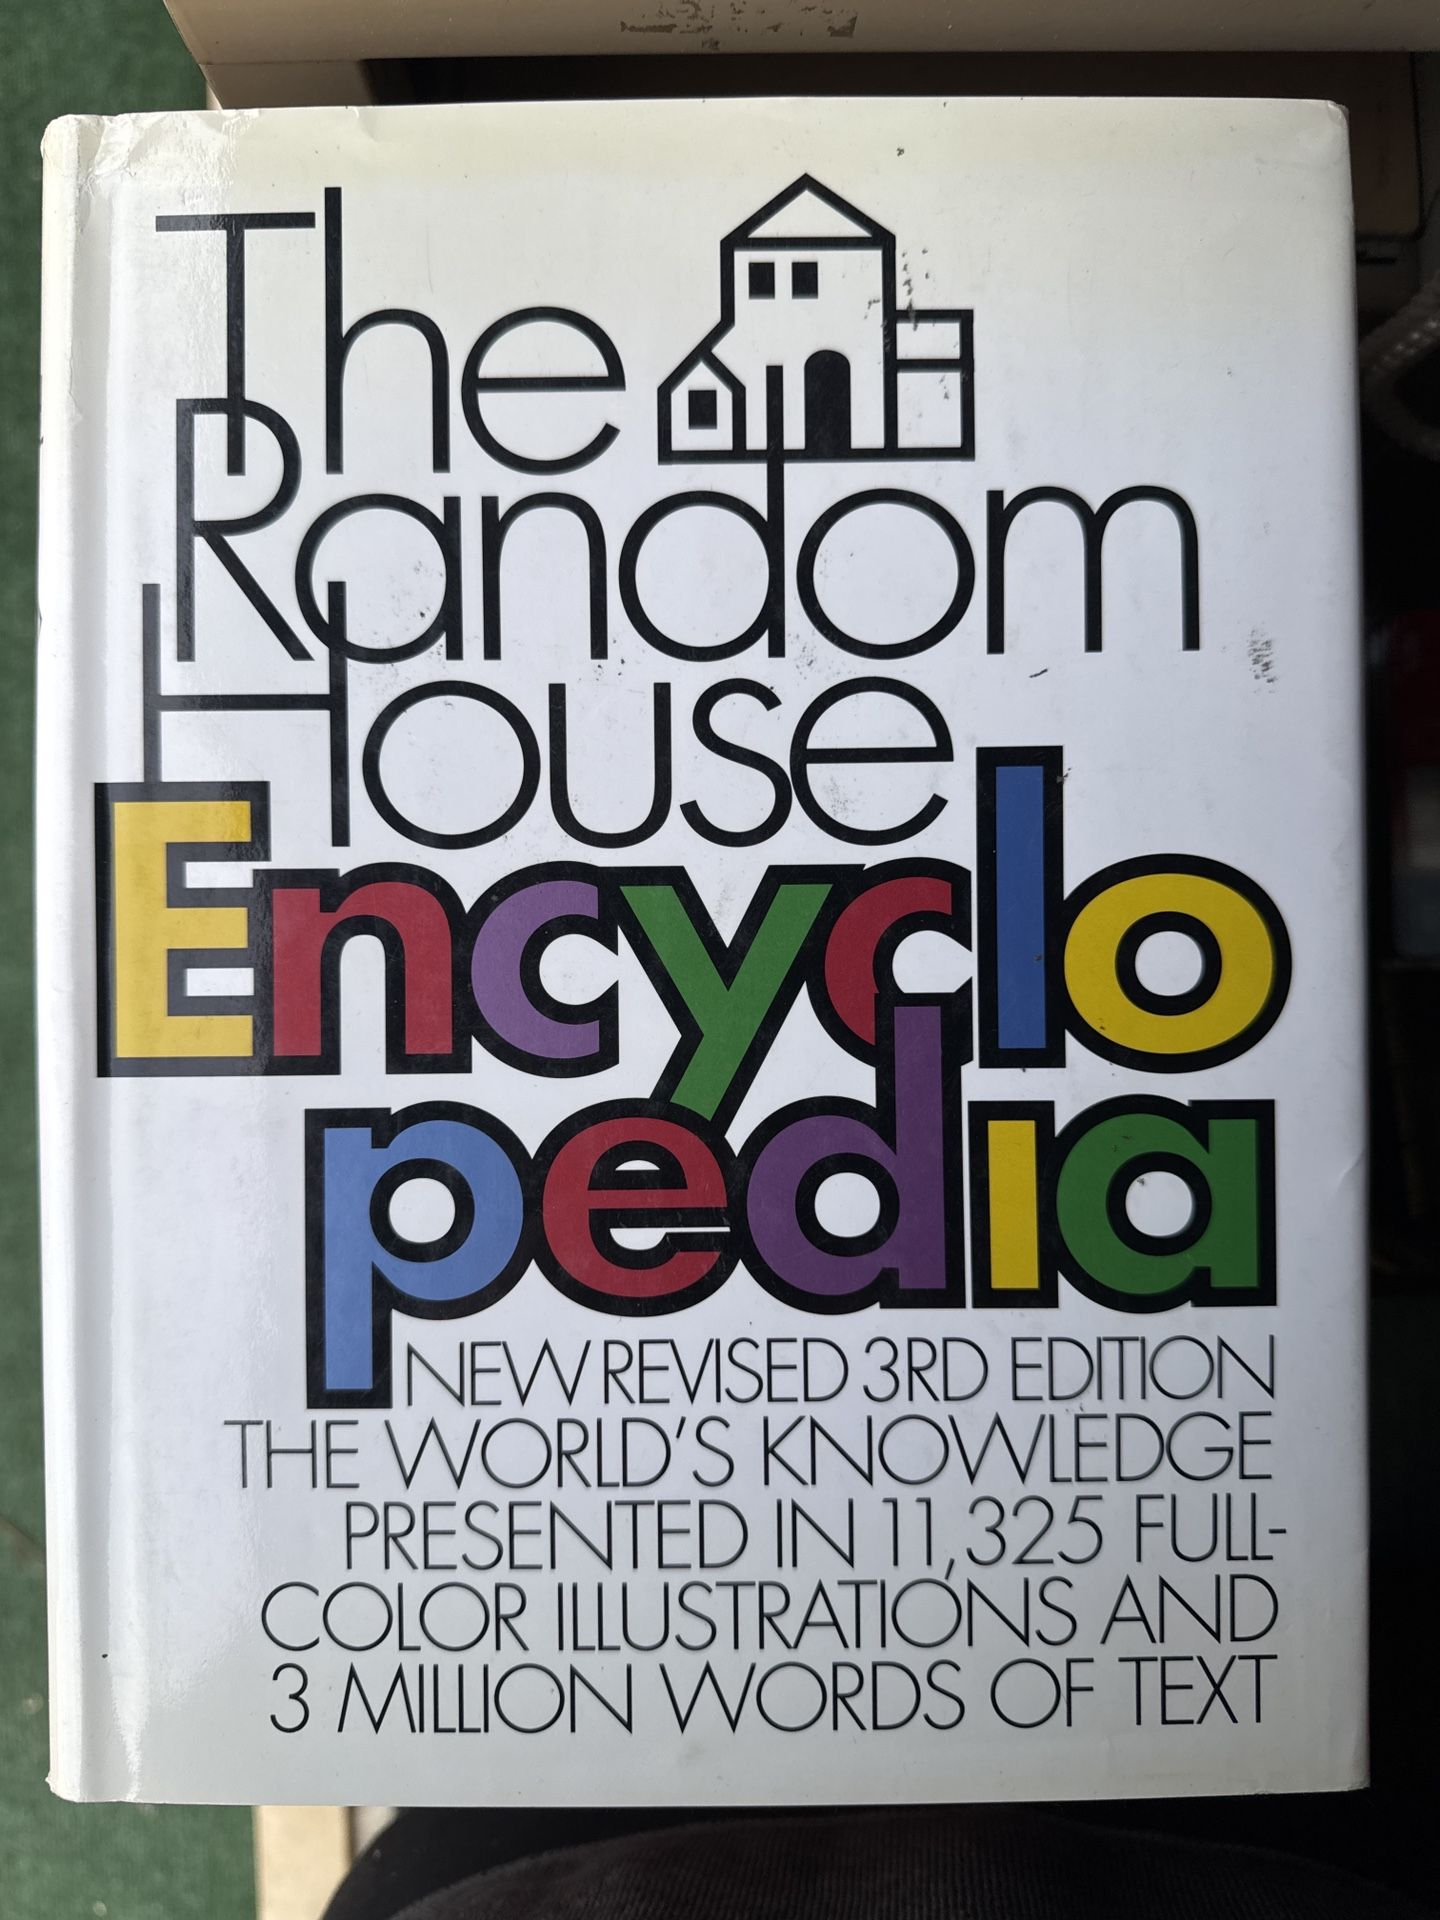 The
Random
House
Encyclo
pedia
NEW REVISED 3RD EDITION
THE WORLD'S KNOWLEDGE
PRESENTED IN 11,325 FULL-
COLOR ILLUSTRATIONS AND
3 MILLION WORDS OF TEXT